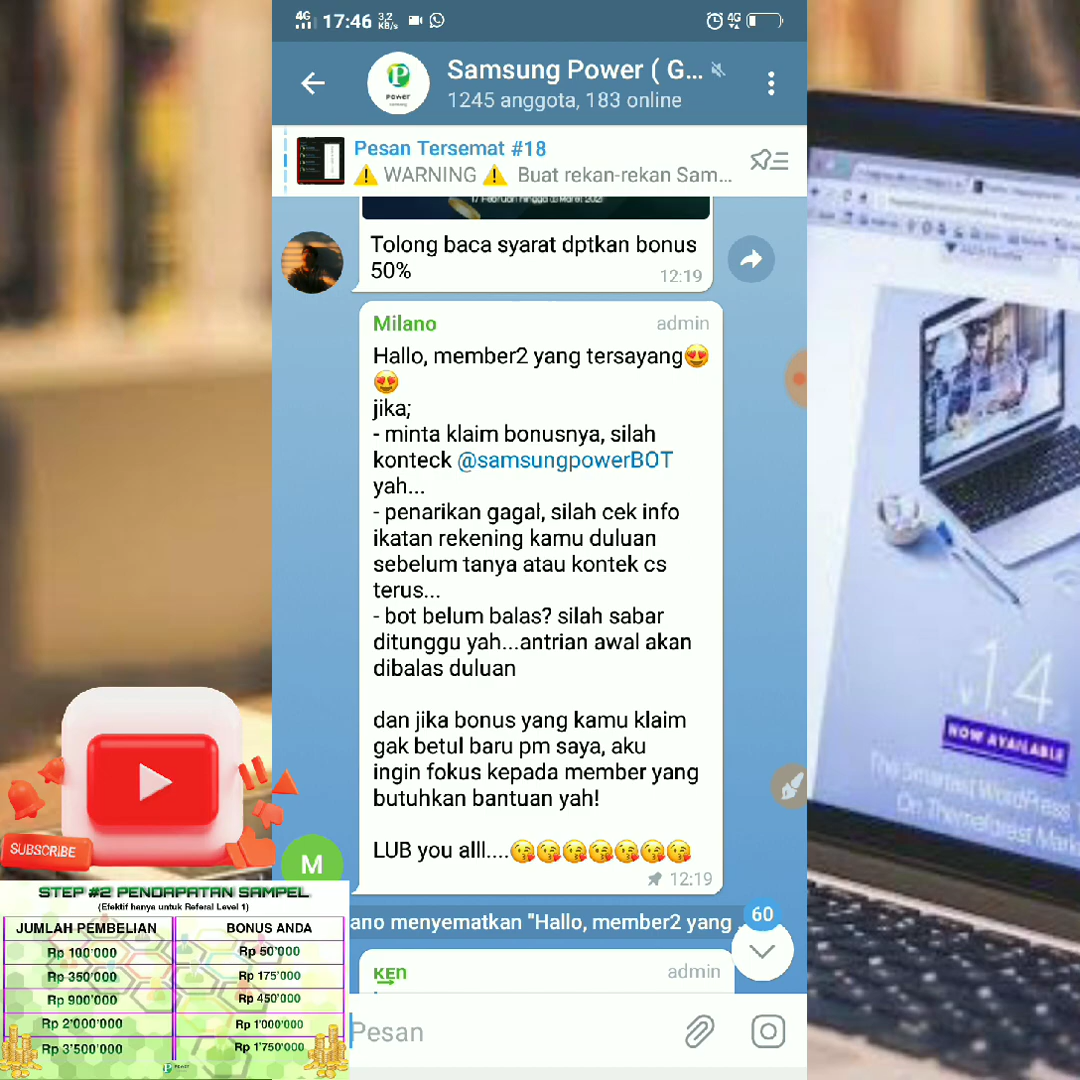 4G 17:46 3,2 KB/s 4G
Samsung Power ( G...
1245 anggota, 183 online
Power
Pesan Tersemat #18
⚠️ WARNING ⚠️ Buat rekan-rekan Sam...
17 Februari hingga 03 Maret 2021
Tolong baca syarat dptkan bonus
50%
12:19
Milano admin
Hallo, member2 yang tersayang😍
😍
jika;
- minta klaim bonusnya, silah
konteck @samsungpowerBOT
yah...
- penarikan gagal, silah cek info
ikatan rekening kamu duluan
sebelum tanya atau kontek cs
terus...
- bot belum balas? silah sabar
ditunggu yah...antrian awal akan
dibalas duluan
dan jika bonus yang kamu klaim
gak betul baru pm saya, aku
ingin fokus kepada member yang
butuhkan bantuan yah!
LUB you alll....😘😘😘😘😘😘😘
12:19
M
ano menyematkan "Hallo, member2 yang
60
KEn admin
Pesan
SUBSCRIBE
STEP #2 PENDAPATAN SAMPEL
(Efektif hanya untuk Referal Level 1)
JUMLAH PEMBELIAN BONUS ANDA
Rp 100'000 Rp 50'000
Rp 350'000 Rp 175'000
Rp 900'000 Rp 450'000
Rp 2'000'000 Rp 1'000'000
Rp 3'500'000 Rp 1'750'000
v1.4
NOW AVAILABLE
The Smartest WordPress
On Themeforest